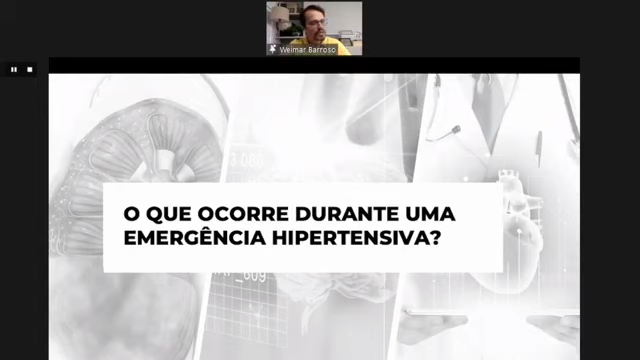 Weimar Barroso
O QUE OCORRE DURANTE UMA
EMERGÊNCIA HIPERTENSIVA?